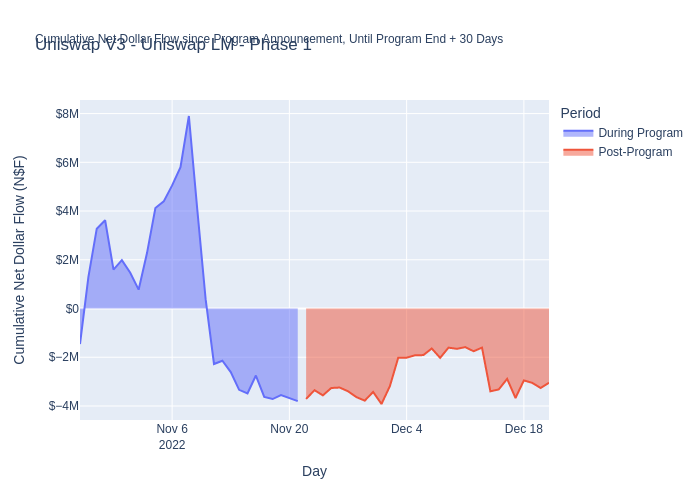 Cumulative Net Dollar Flow since Program Announcement, Until Program End + 30 Days
Uniswap V3 - Uniswap LM - Phase 1
Period
During Program
Post-Program
Cumulative Net Dollar Flow (N$F)
$8M
$6M
$4M
$2M
$0
$−2M
$−4M
Nov 6
2022
Nov 20
Dec 4
Dec 18
Day